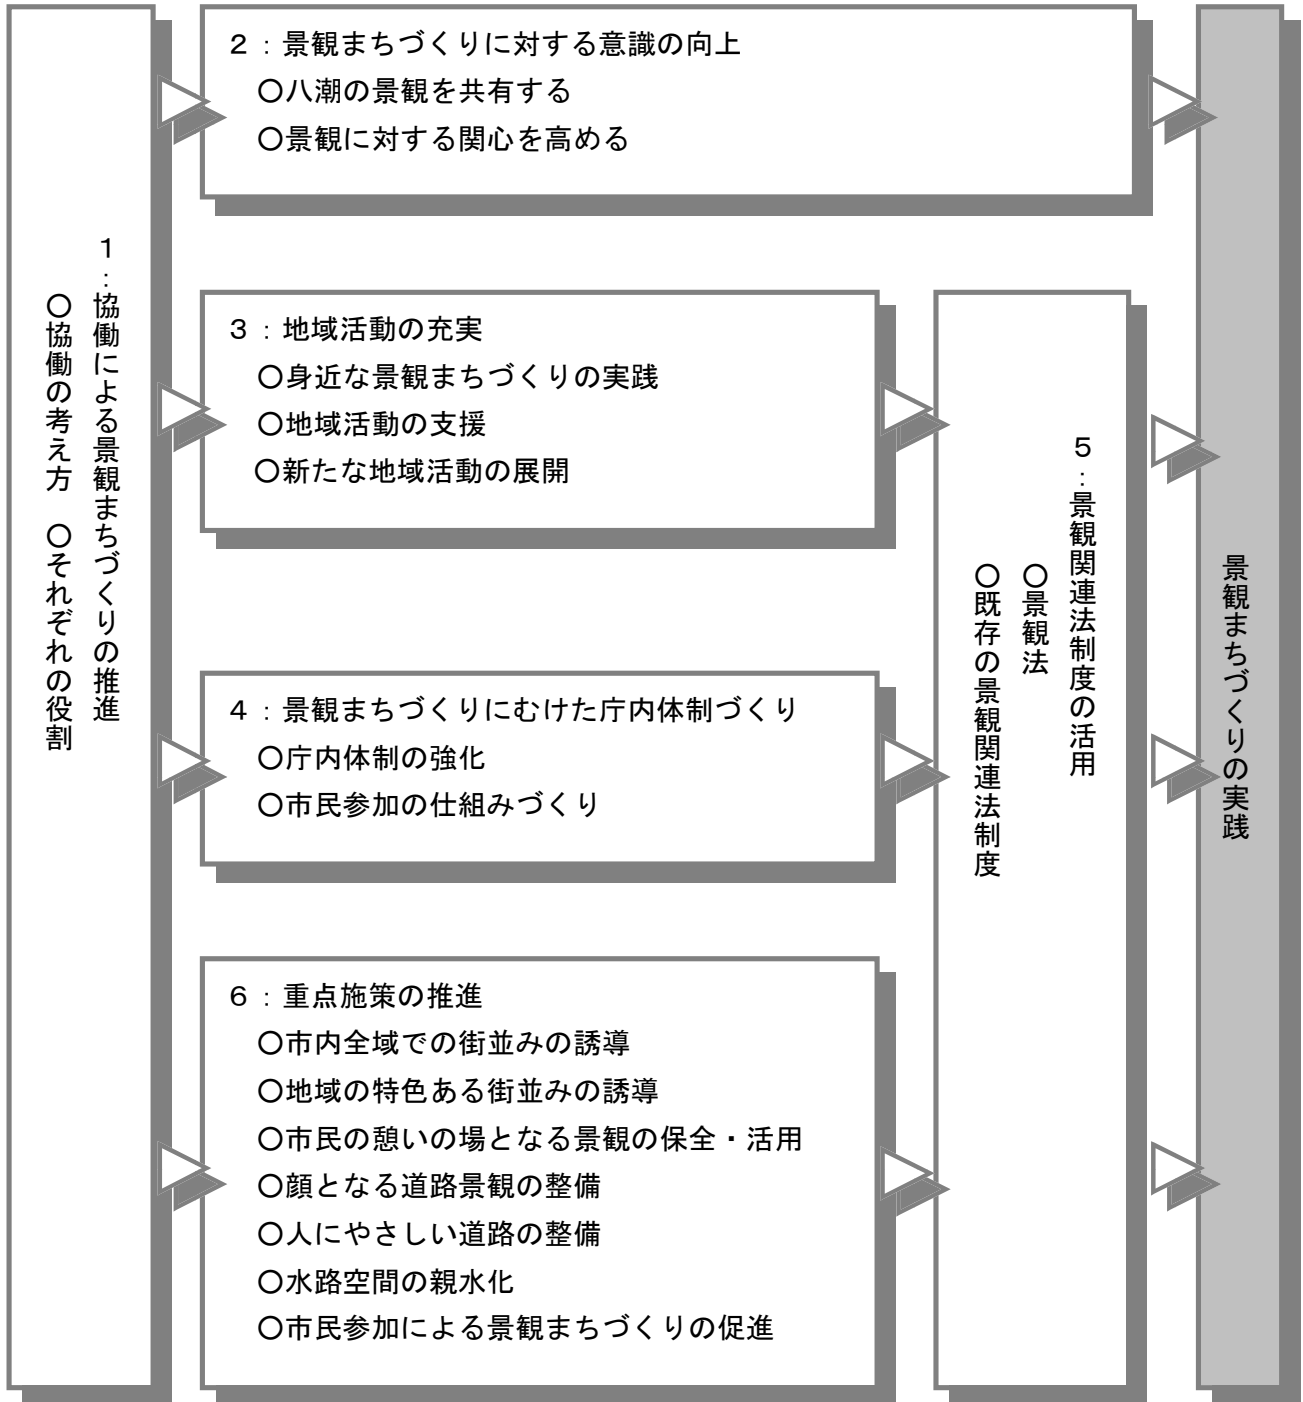 1：協働による景観まちづくりの推進
○協働の考え方　○それぞれの役割
2：景観まちづくりに対する意識の向上
○八潮の景観を共有する
○景観に対する関心を高める
3：地域活動の充実
○身近な景観まちづくりの実践
○地域活動の支援
○新たな地域活動の展開
4：景観まちづくりにむけた庁内体制づくり
○庁内体制の強化
○市民参加の仕組みづくり
5：景観関連法制度の活用
○景観法
○既存の景観関連法制度
6：重点施策の推進
○市内全域での街並みの誘導
○地域の特色ある街並みの誘導
○市民の憩いの場となる景観の保全・活用
○顔となる道路景観の整備
○人にやさしい道路の整備
○水路空間の親水化
○市民参加による景観まちづくりの促進
景観まちづくりの実践